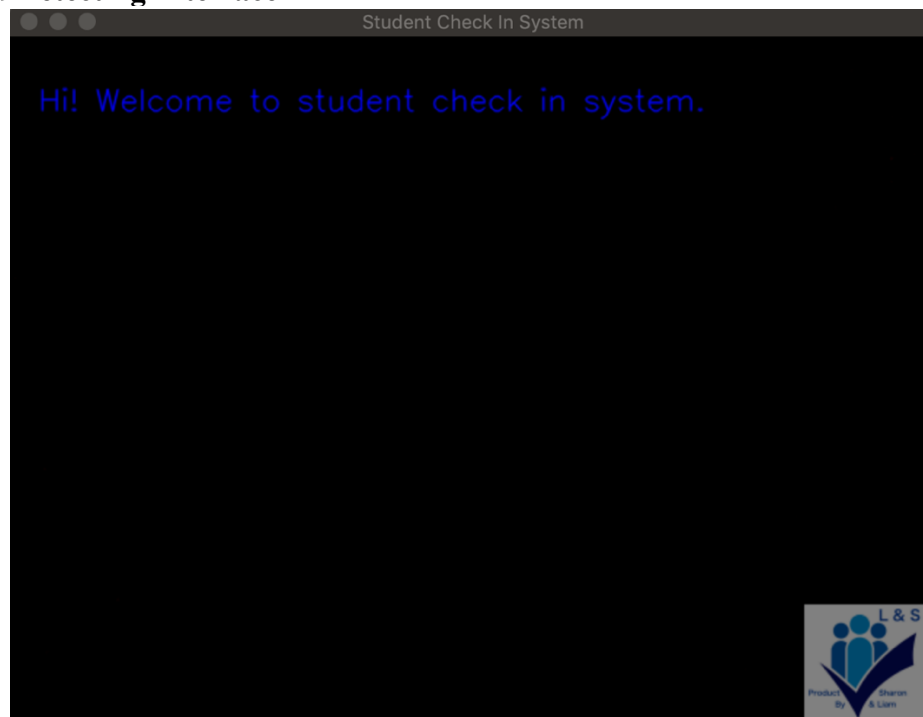 Student Check In System
Hi! Welcome to student check in system.
L & S
Product Sharon
By & Liam